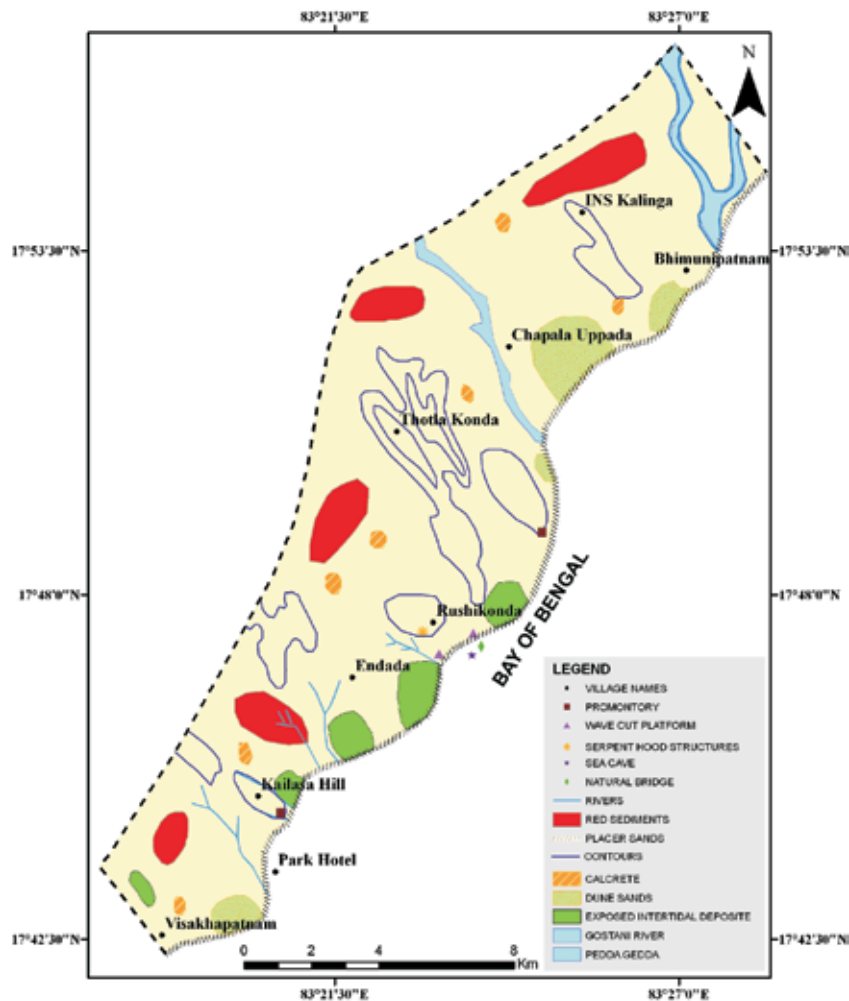 83°21'30"E
83°27'0"E
N
INS Kalinga
17°53'30"N
17°53'30"N
Bhimunipatnam
Chapala Uppada
Thotla Konda
17°48'0"N
17°48'0"N
Rushikonda
BAY OF BENGAL
Endada
Kailasa Hill
Park Hotel
Visakhapatnam
17°42'30"N
17°42'30"N
0 2 4 8
Km
83°21'30"E
83°27'0"E
LEGEND
VILLAGE NAMES
PROMONTORY
WAVE CUT PLATFORM
SERPENT HOOD STRUCTURES
SEA CAVE
NATURAL BRIDGE
RIVERS
RED SEDIMENTS
PLACER SANDS
CONTOURS
CALCRETE
DUNE SANDS
EXPOSED INTERTIDAL DEPOSITE
GOSTANI RIVER
PEDDA GEDDA